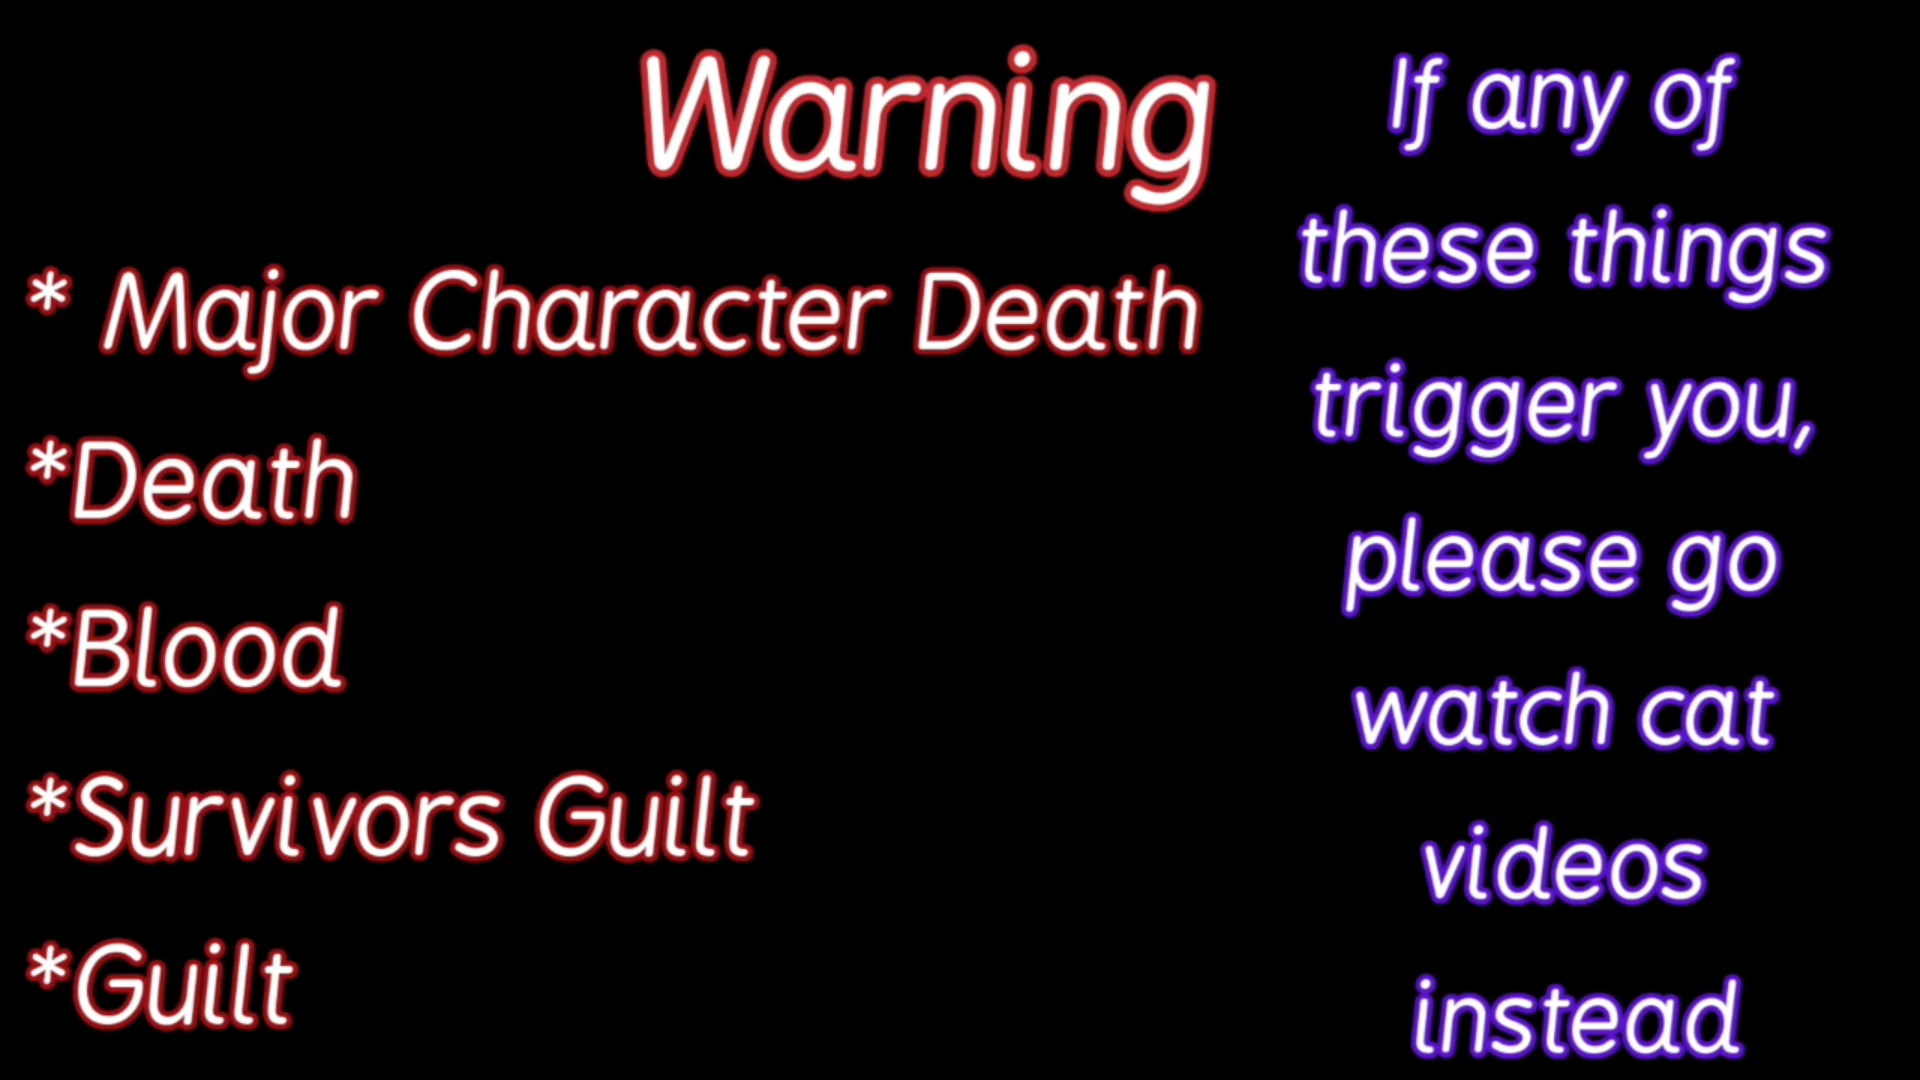 Warning
* Major Character Death
*Death
*Blood
*Survivors Guilt
*Guilt
If any of
these things
trigger you,
please go
watch cat
videos
instead